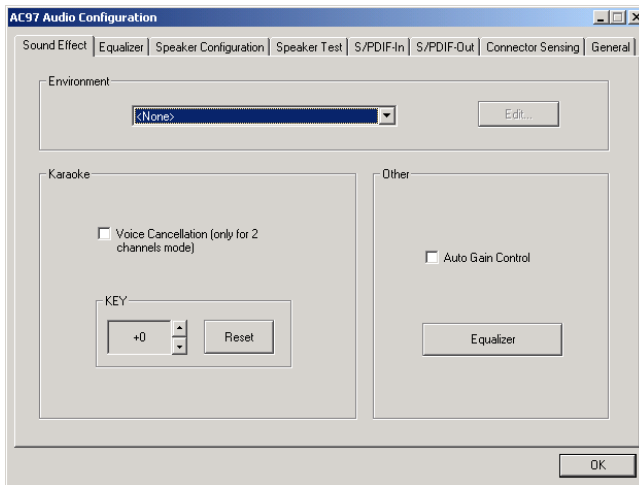 AC97 Audio Configuration
Sound Effect Equalizer Speaker Configuration Speaker Test S/PDIF-In S/PDIF-Out Connector Sensing General
Environment
<None>
Edit...
Karaoke
Voice Cancellation (only for 2
channels mode)
KEY
+0
Reset
Other
Auto Gain Control
Equalizer
OK